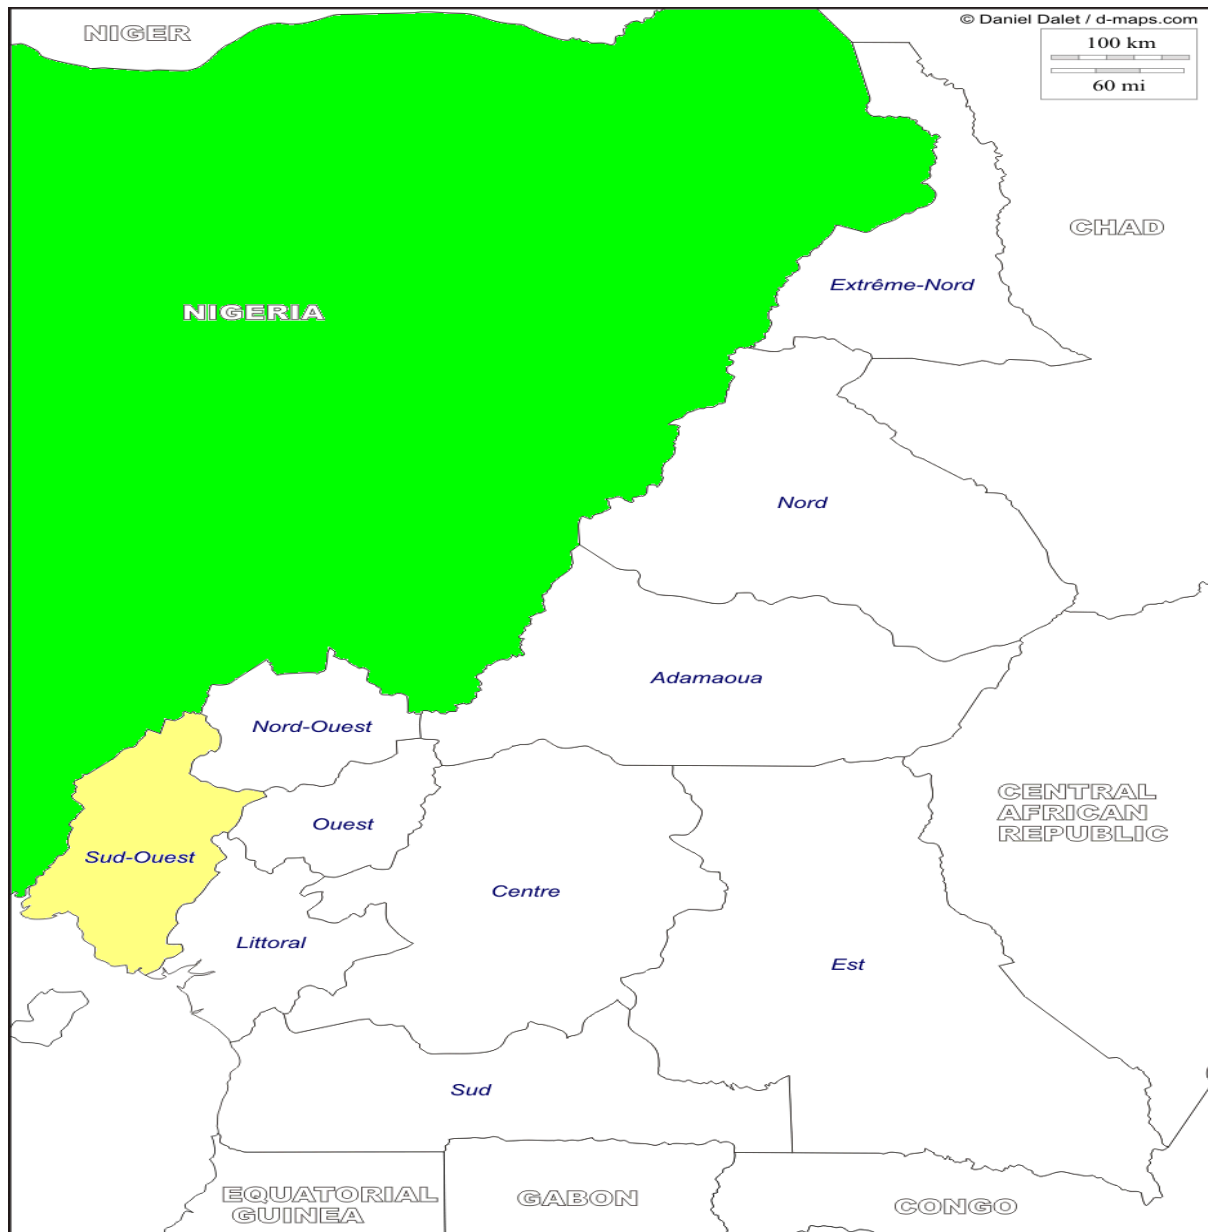 © Daniel Dalet / d-maps.com
NIGER
100 km
60 mi
CHAD
Extrême-Nord
NIGERIA
Nord
Adamaoua
Nord-Ouest
CENTRAL
AFRICAN
REPUBLIC
Ouest
Sud-Ouest
Centre
Littoral
Est
Sud
EQUATORIAL
GUINEA
GABON
CONGO